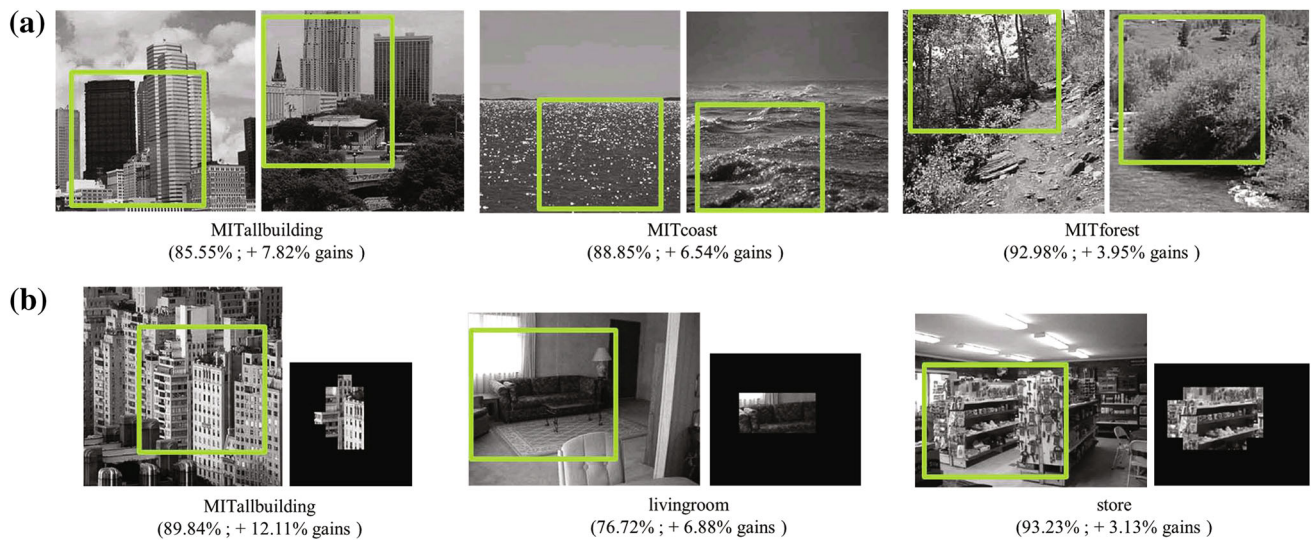 (a)
MITallbuilding
(85.55% ; + 7.82% gains )
MITcoast
(88.85% ; + 6.54% gains )
MITforest
(92.98% ; + 3.95% gains )
(b)
MITallbuilding
(89.84% ; + 12.11% gains )
livingroom
(76.72% ; + 6.88% gains )
store
(93.23% ; + 3.13% gains )